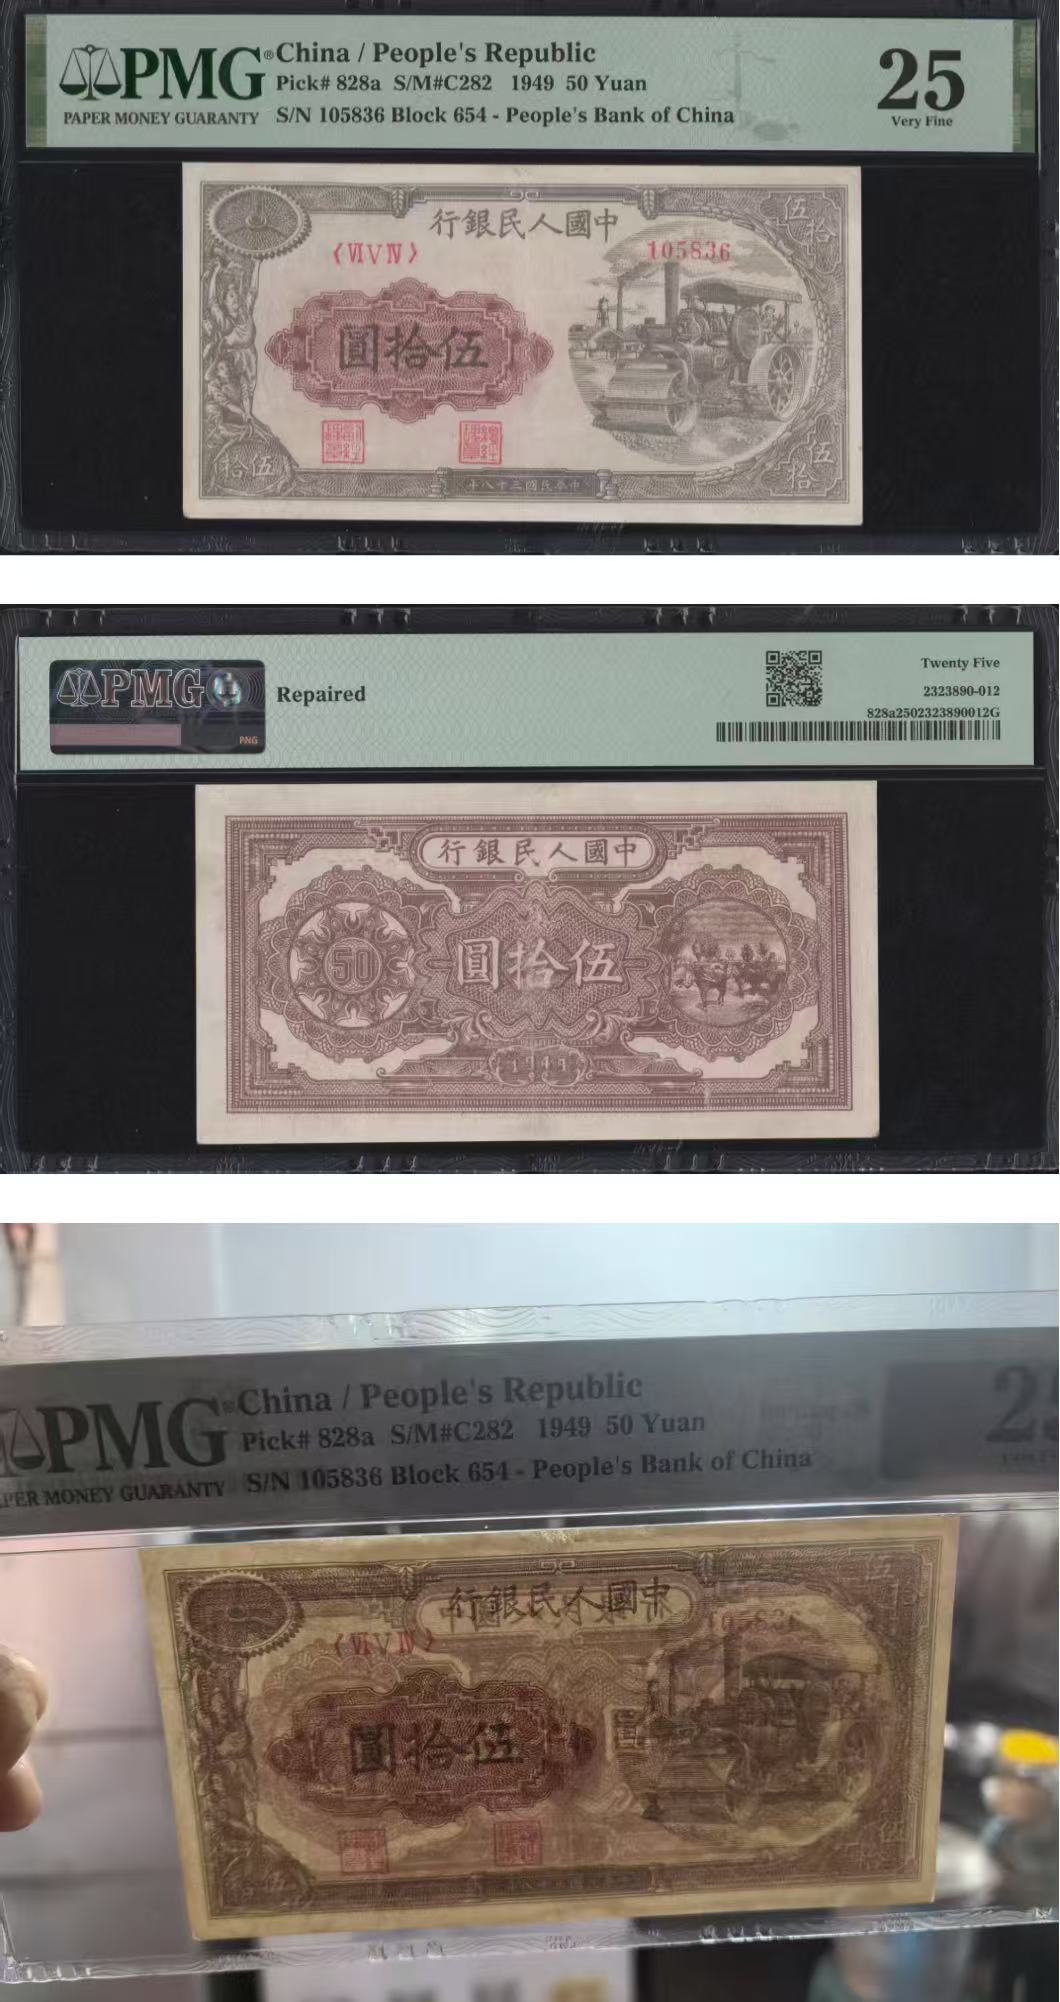 PMG
PAPER MONEY GUARANTY
China / People's Republic
Pick# 828a S/M#C282 1949 50 Yuan
S/N 105836 Block 654 - People's Bank of China
25
Very Fine
行銀民人國中
〈ⅥⅤⅣ〉
105836
圓拾伍
伍拾
拾伍
伍拾
年八十三國民華中
PMG
PNG
Repaired
Twenty Five
2323890-012
828a2502323890012G
行銀民人國中
50
圓拾伍
1949
PMG
PER MONEY GUARANTY
China / People's Republic
Pick# 828a S/M#C282 1949 50 Yuan
S/N 105836 Block 654 - People's Bank of China
行銀民人國中
〈ⅥⅤⅣ〉
圓拾伍